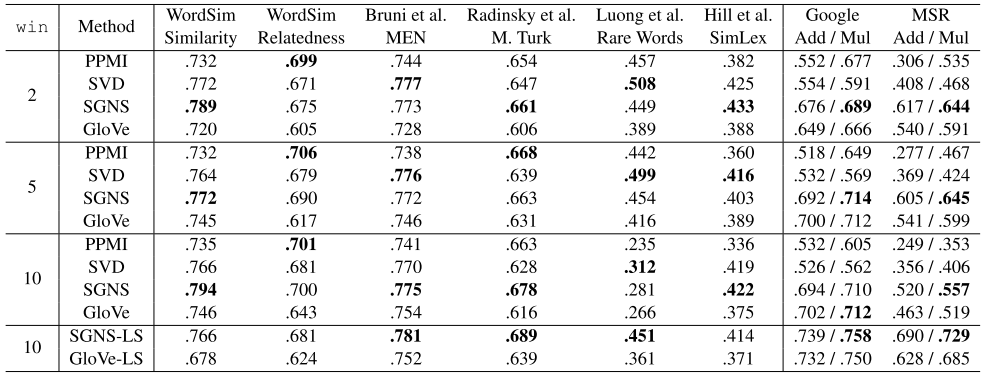 win Method WordSim Similarity WordSim Relatedness Bruni et al. MEN Radinsky et al. M. Turk Luong et al. Rare Words Hill et al. SimLex Google Add / Mul MSR Add / Mul
2 PPMI .732 .699 .744 .654 .457 .382 .552 / .677 .306 / .535
SVD .772 .671 .777 .647 .508 .425 .554 / .591 .408 / .468
SGNS .789 .675 .773 .661 .449 .433 .676 / .689 .617 / .644
GloVe .720 .605 .728 .606 .389 .388 .649 / .666 .540 / .591
5 PPMI .732 .706 .738 .668 .442 .360 .518 / .649 .277 / .467
SVD .764 .679 .776 .639 .499 .416 .532 / .569 .369 / .424
SGNS .772 .690 .772 .663 .454 .403 .692 / .714 .605 / .645
GloVe .745 .617 .746 .631 .416 .389 .700 / .712 .541 / .599
10 PPMI .735 .701 .741 .663 .235 .336 .532 / .605 .249 / .353
SVD .766 .681 .770 .628 .312 .419 .526 / .562 .356 / .406
SGNS .794 .700 .775 .678 .281 .422 .694 / .710 .520 / .557
GloVe .746 .643 .754 .616 .266 .375 .702 / .712 .463 / .519
10 SGNS-LS .766 .681 .781 .689 .451 .414 .739 / .758 .690 / .729
GloVe-LS .678 .624 .752 .639 .361 .371 .732 / .750 .628 / .685